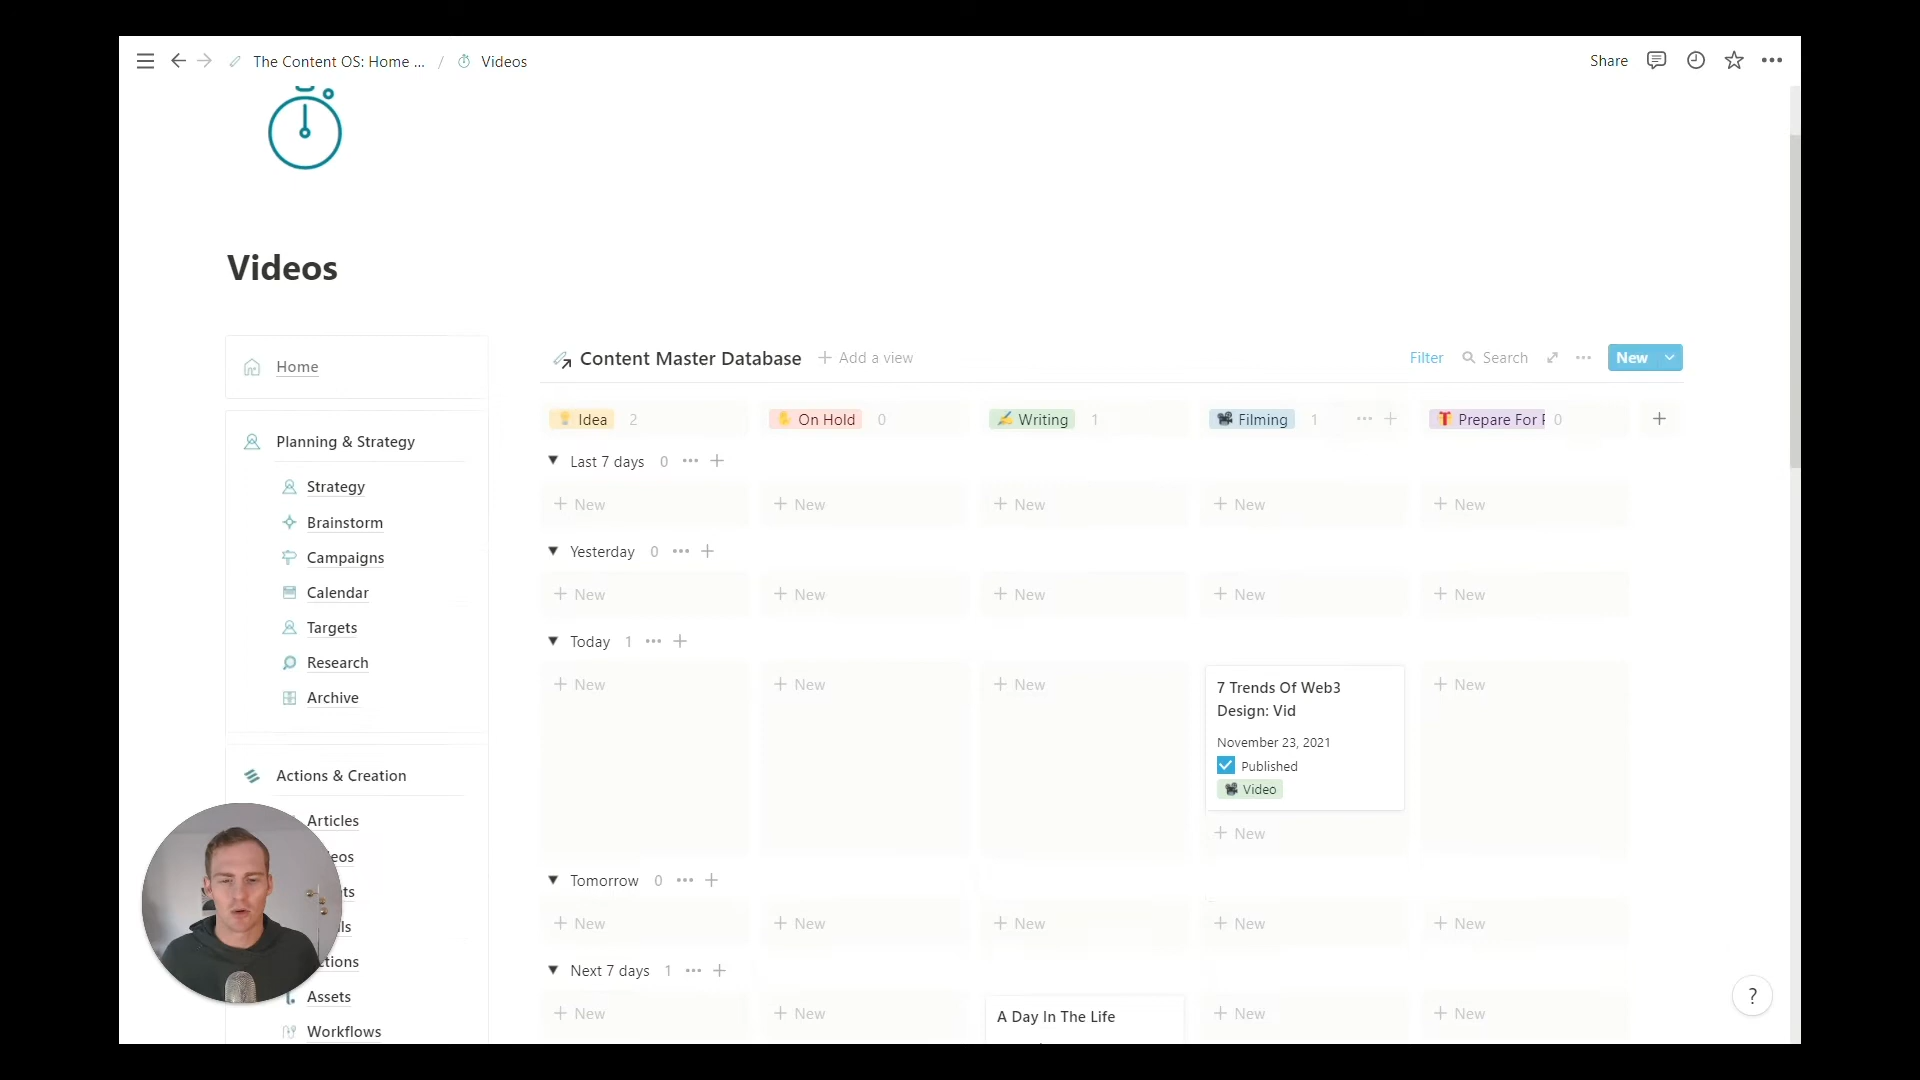 The Content OS: Home ... / Videos
Share
Videos
Home
Planning & Strategy
Strategy
Brainstorm
Campaigns
Calendar
Targets
Research
Archive
Actions & Creation
Articles
eos
ts
ls
ctions
Assets
Workflows
Content Master Database + Add a view
Filter Search New
Idea 2 On Hold 0 Writing 1 Filming 1 Prepare For 0
Last 7 days 0
+ New + New + New + New + New
Yesterday 0
+ New + New + New + New + New
Today 1
+ New + New + New + New
7 Trends Of Web3
Design: Vid
November 23, 2021
Published
Video
+ New
Tomorrow 0
+ New + New + New + New + New
Next 7 days 1
+ New + New + New + New
A Day In The Life
?